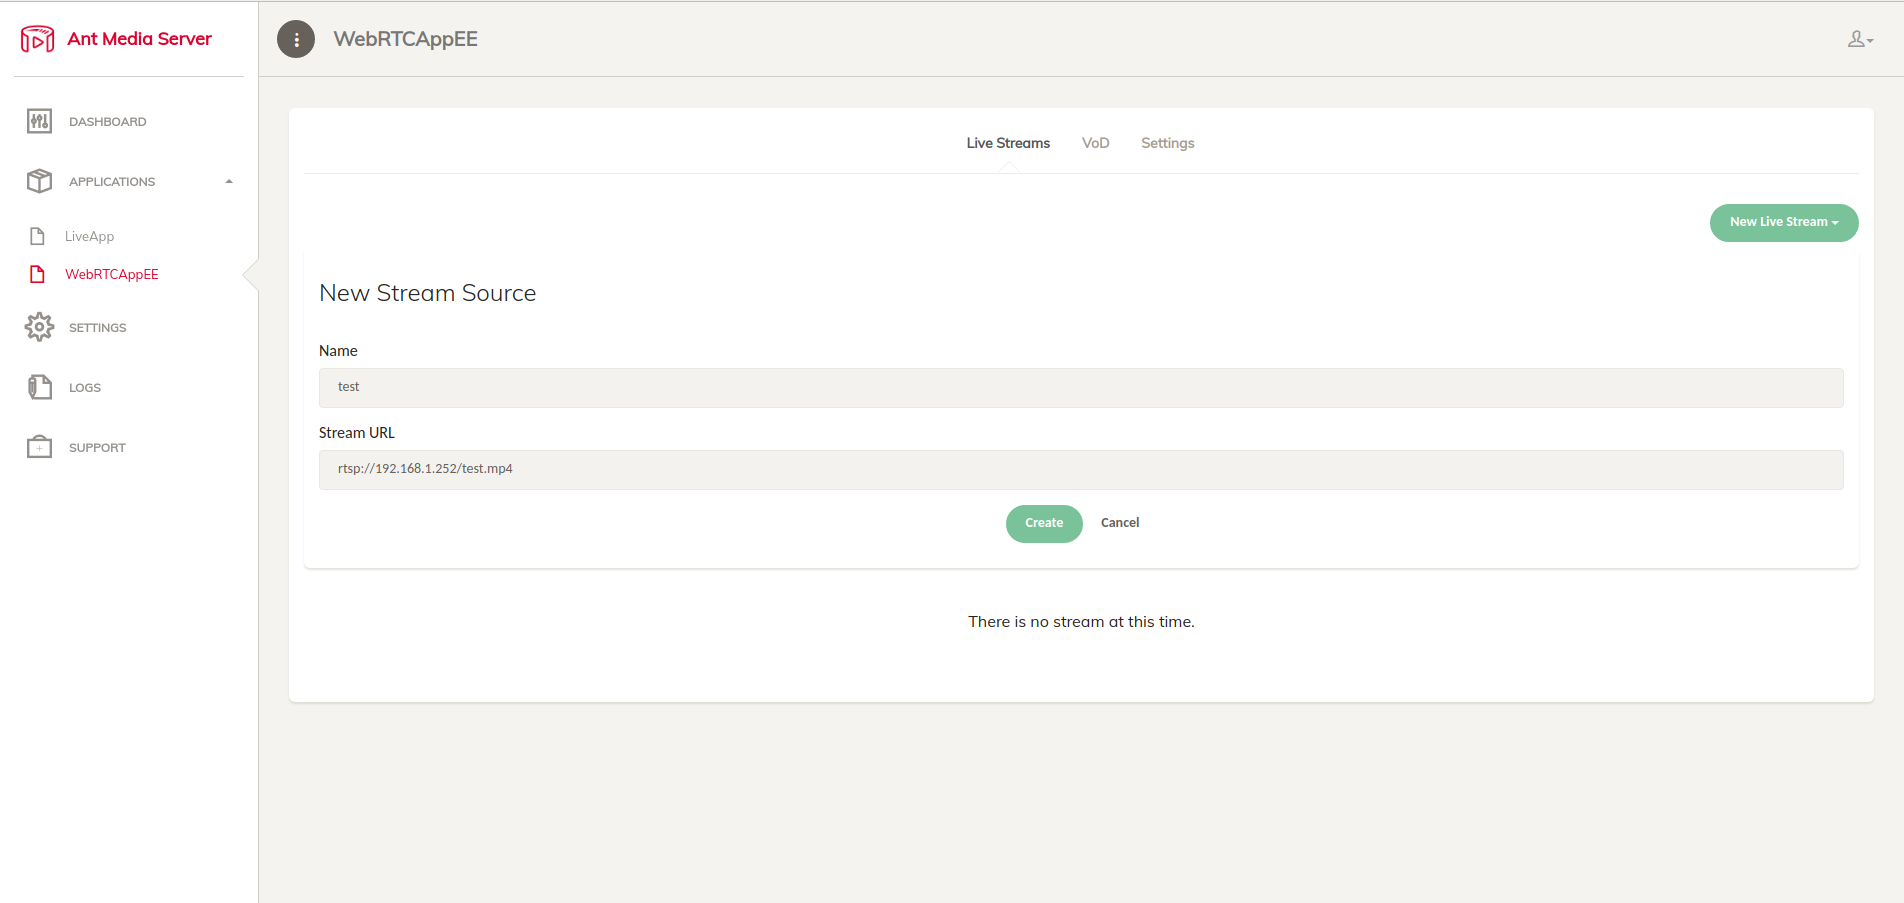 Ant Media Server
WebRTCAppEE
DASHBOARD
APPLICATIONS
LiveApp
WebRTCAppEE
SETTINGS
LOGS
SUPPORT
Live Streams VoD Settings
New Live Stream
New Stream Source
Name
test
Stream URL
rtsp://192.168.1.252/test.mp4
Create Cancel
There is no stream at this time.